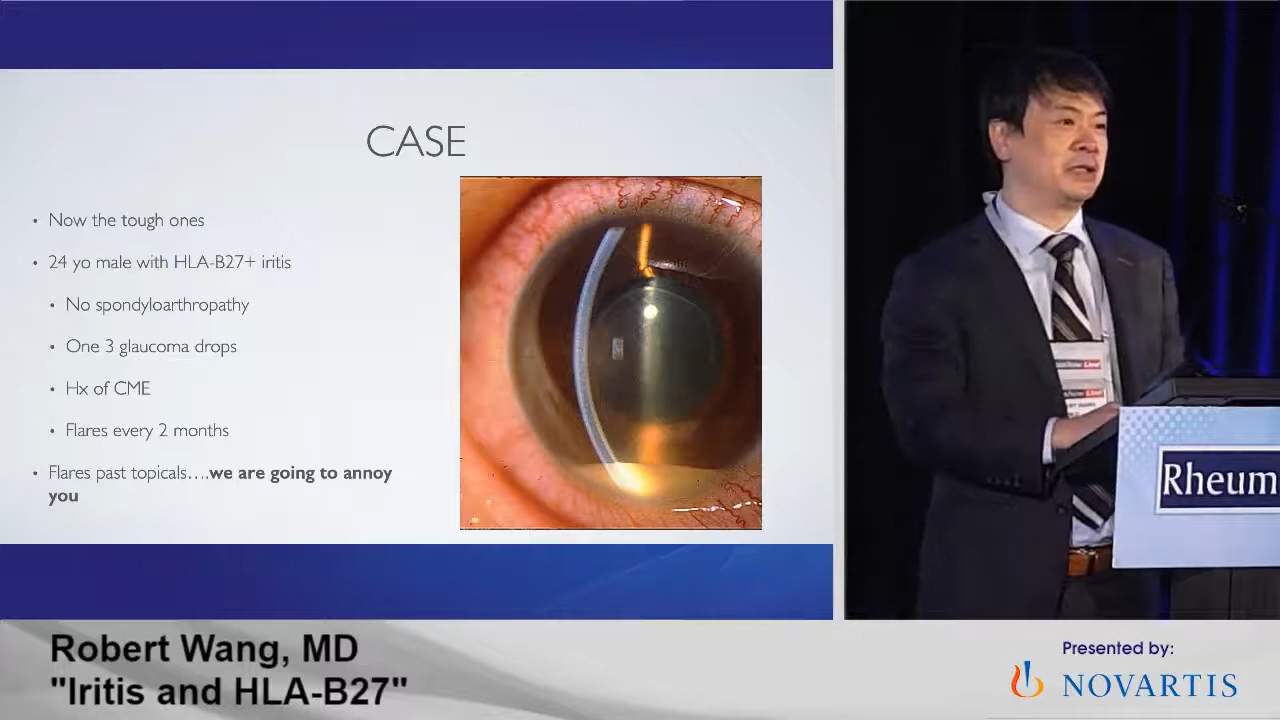 CASE
• Now the tough ones
• 24 yo male with HLA-B27+ iritis
• No spondyloarthropathy
• One 3 glaucoma drops
• Hx of CME
• Flares every 2 months
• Flares past topicals....we are going to annoy
you
Rheum
Robert Wang, MD
"Iritis and HLA-B27"
Presented by:
NOVARTIS